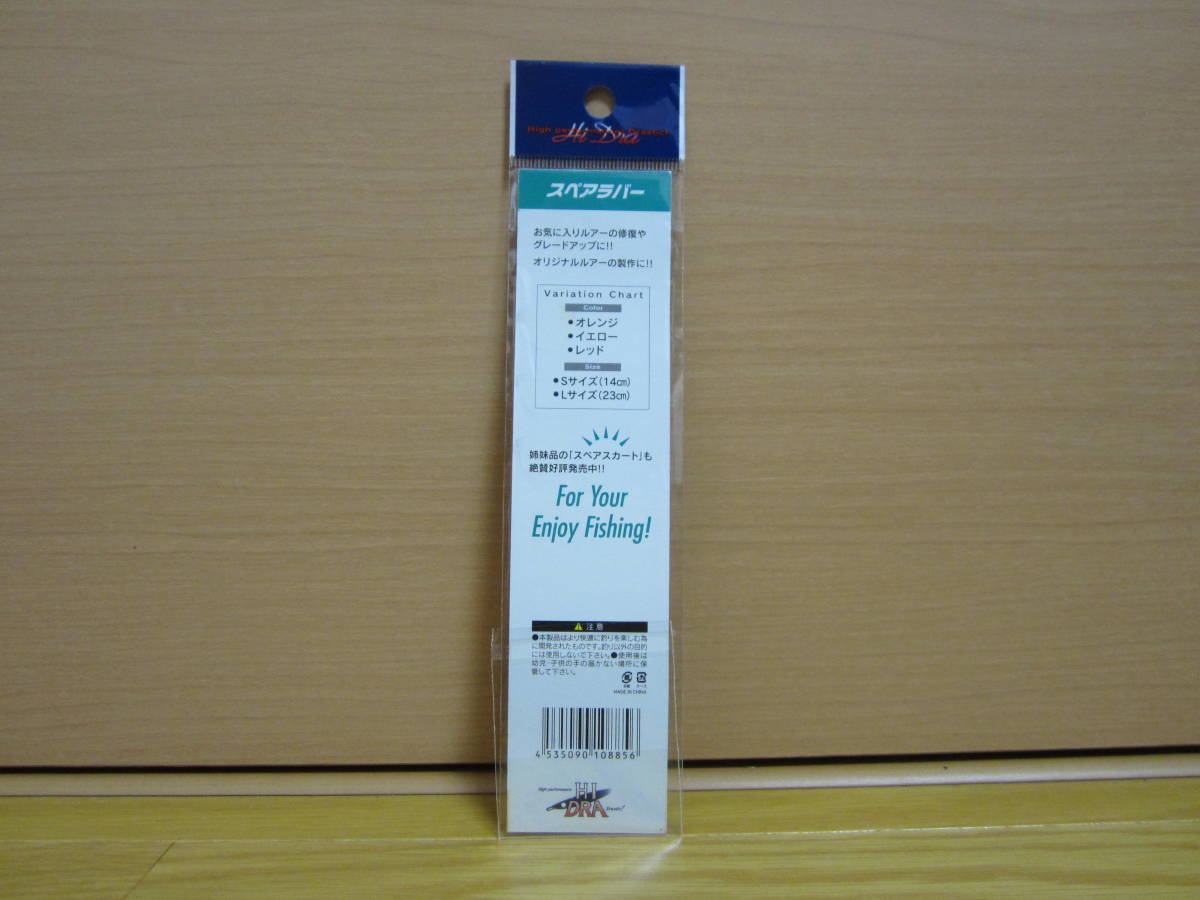 Hi Dra
スペアラバー
お気に入りルアーの修復や
グレードアップに!!
オリジナルルアーの製作に!!
Variation Chart
Color
●オレンジ
●イエロー
●レッド
Size
●Sサイズ(14㎝)
●Lサイズ(23㎝)
姉妹品の「スペアスカート」も
絶賛好評発売中!!
For Your
Enjoy Fishing!
注意
●本製品はより快適に釣りを楽しむ為
に開発されたものです。釣り以外の目的
には使用しないで下さい。●使用後は
幼児・子供の手の届かない場所に保
管して下さい。
MADE IN CHINA
4 535090 108856
High performance
HI
DRA